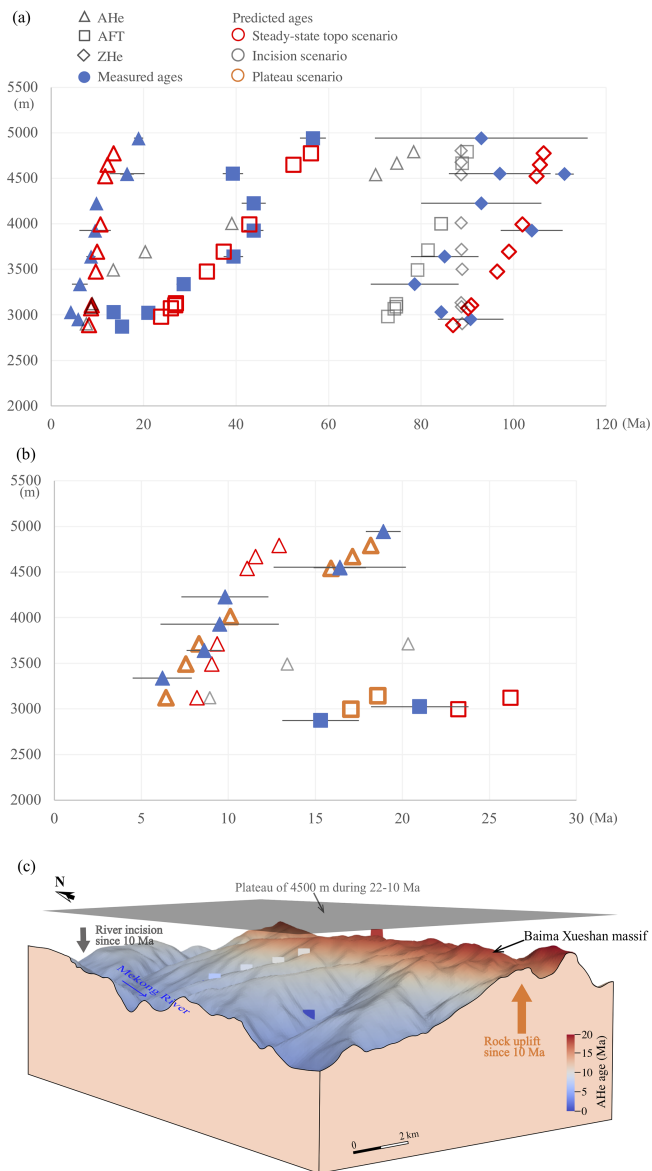 (a)
AHe
AFT
ZHe
Measured ages
Predicted ages
Steady-state topo scenario
Incision scenario
Plateau scenario
5500
(m)
5000
4500
4000
3500
3000
2500
2000
0 20 40 60 80 100 120 (Ma)
(b)
5500
(m)
5000
4500
4000
3500
3000
2500
2000
0 5 10 15 20 25 30
(Ma)
(c)
N
Plateau of 4500 m during 22-10 Ma
River incision
since 10 Ma
Baima Xueshan massif
Mekong River
Rock uplift
since 10 Ma
20
15
10
5
0
AHe age (Ma)
0 2 km